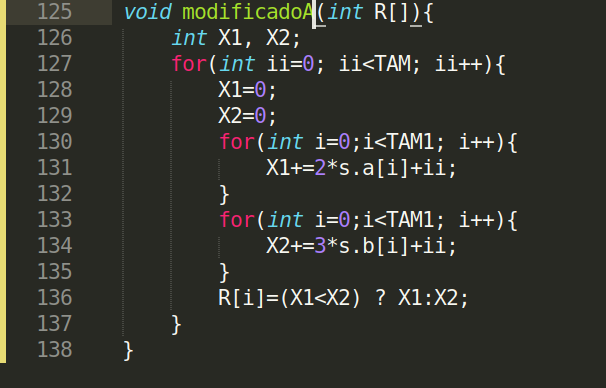 125 void modificadoA(int R[]){
126 int X1, X2;
127 for(int ii=0; ii<TAM; ii++){
128 X1=0;
129 X2=0;
130 for(int i=0;i<TAM1; i++){
131 X1+=2*s.a[i]+ii;
132 }
133 for(int i=0;i<TAM1; i++){
134 X2+=3*s.b[i]+ii;
135 }
136 R[i]=(X1<X2) ? X1:X2;
137 }
138 }